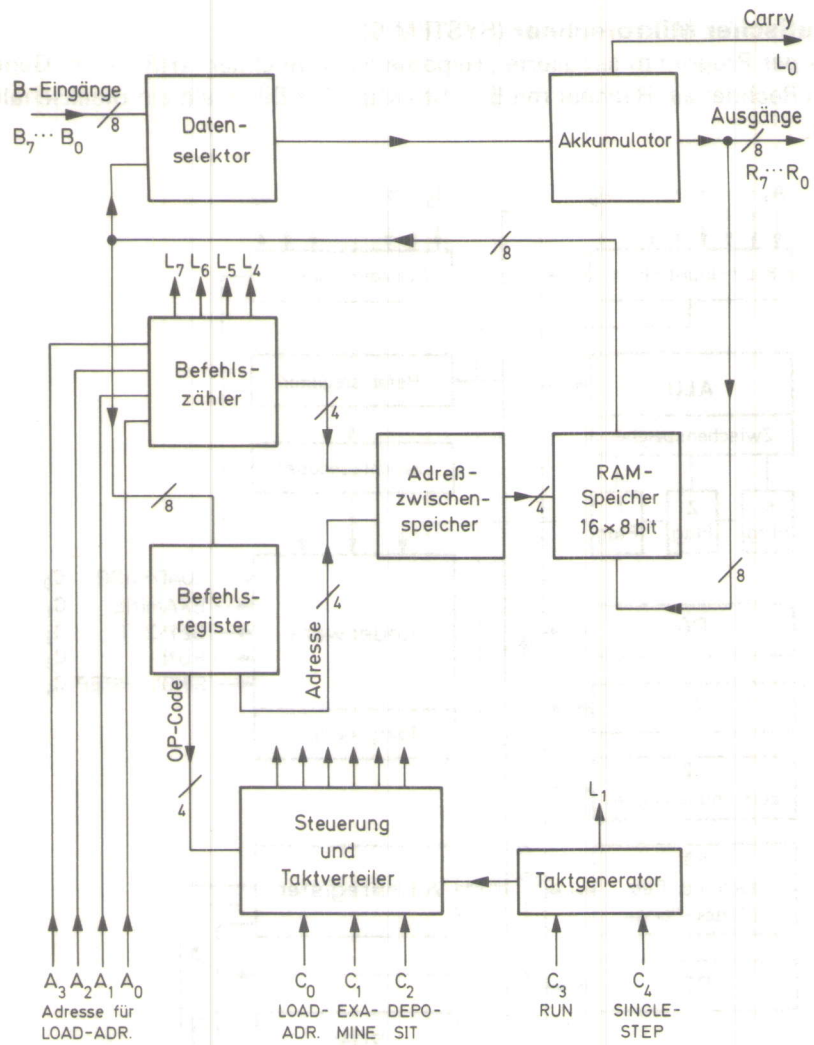 Carry
L₀
B-Eingänge
8
B₇ ··· B₀
Daten-
selektor
Akkumulator
Ausgänge
8
R₇ ··· R₀
8
L₇ L₆ L₅ L₄
Befehls-
zähler
4
Adreß-
zwischen-
speicher
4
RAM-
Speicher
16 × 8 bit
8
8
Befehls-
register
4
Adresse
OP-Code
4
Steuerung
und
Taktverteiler
L₁
Taktgenerator
A₃ A₂ A₁ A₀
Adresse für
LOAD-ADR.
C₀ C₁ C₂
LOAD- EXA- DEPO-
ADR. MINE SIT
C₃ C₄
RUN SINGLE-
STEP